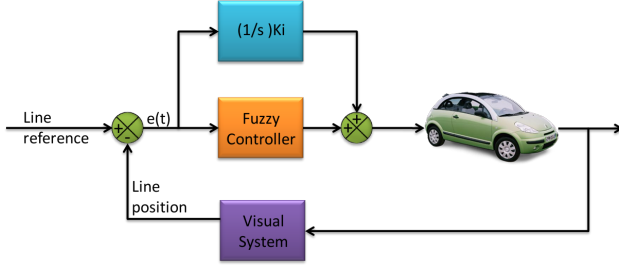 (1/s )Ki
Line
reference
+
-
e(t)
Fuzzy
Controller
+
+
Line
position
Visual
System